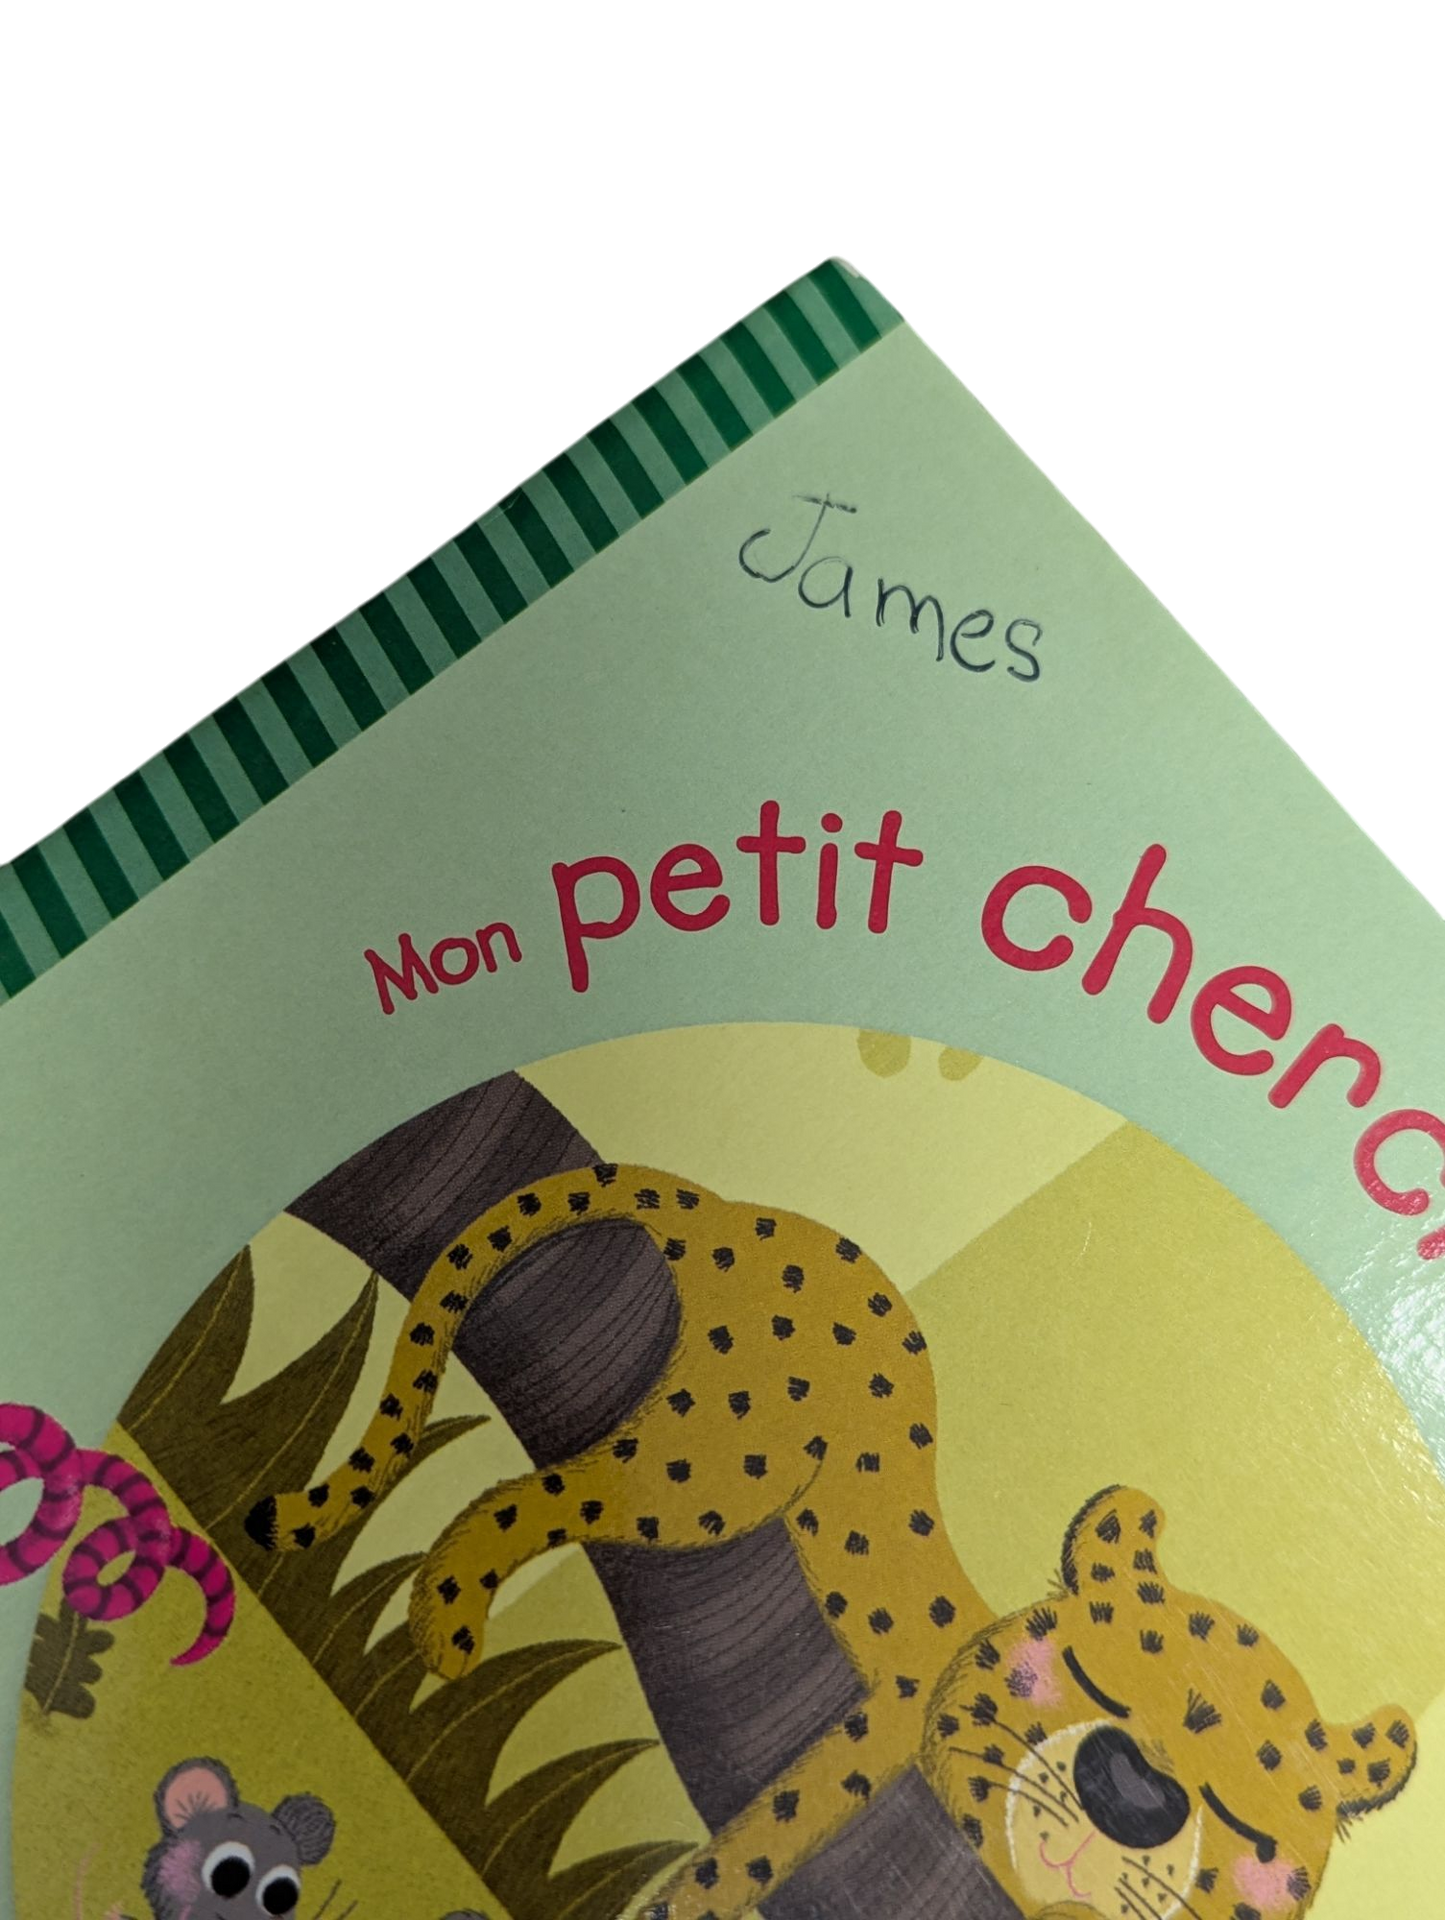 James
Mon petit cherc